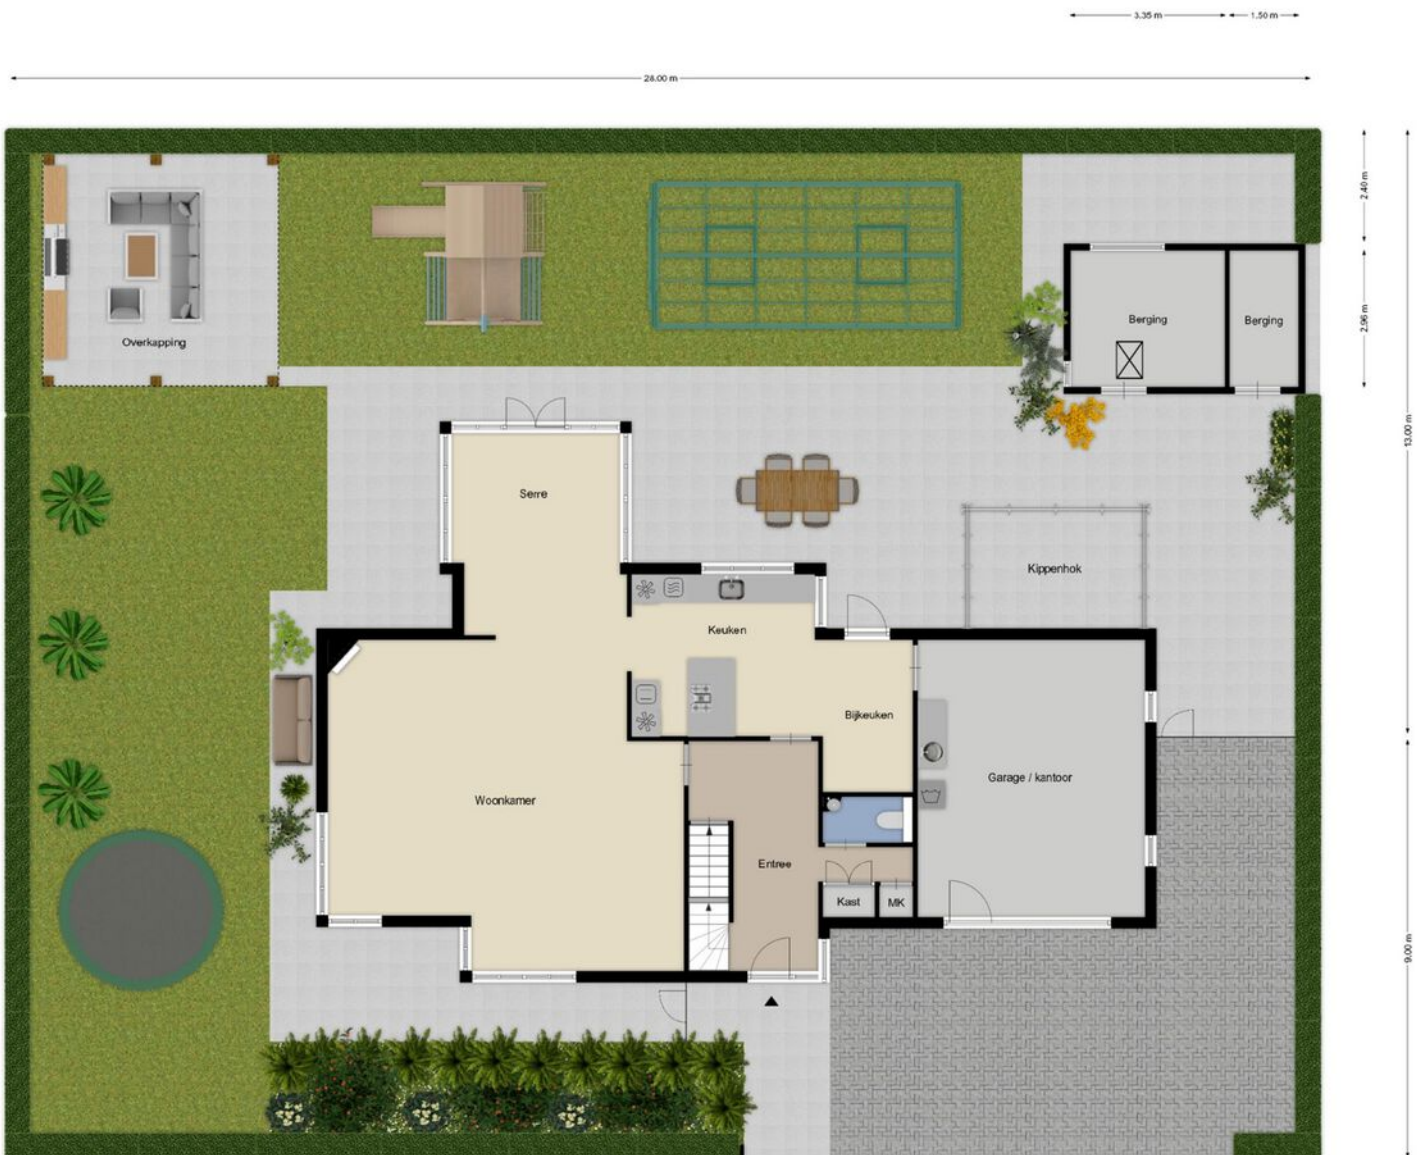 3.35 m
1.50 m
28.00 m
2.40 m
2.96 m
13.00 m
9.00 m
Overkapping
Berging
Berging
Serre
Kippenhok
Keuken
Bijkeuken
Garage / kantoor
Woonkamer
Entree
Kast
MK